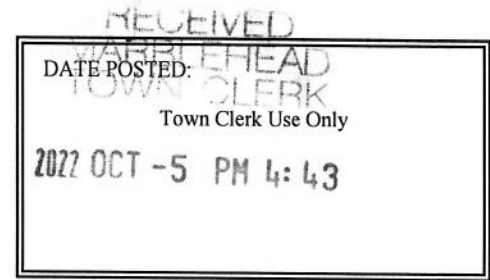 RECEIVED
MARBLEHEAD
DATE POSTED:
TOWN CLERK
Town Clerk Use Only
2022 OCT -5 PM 4:43